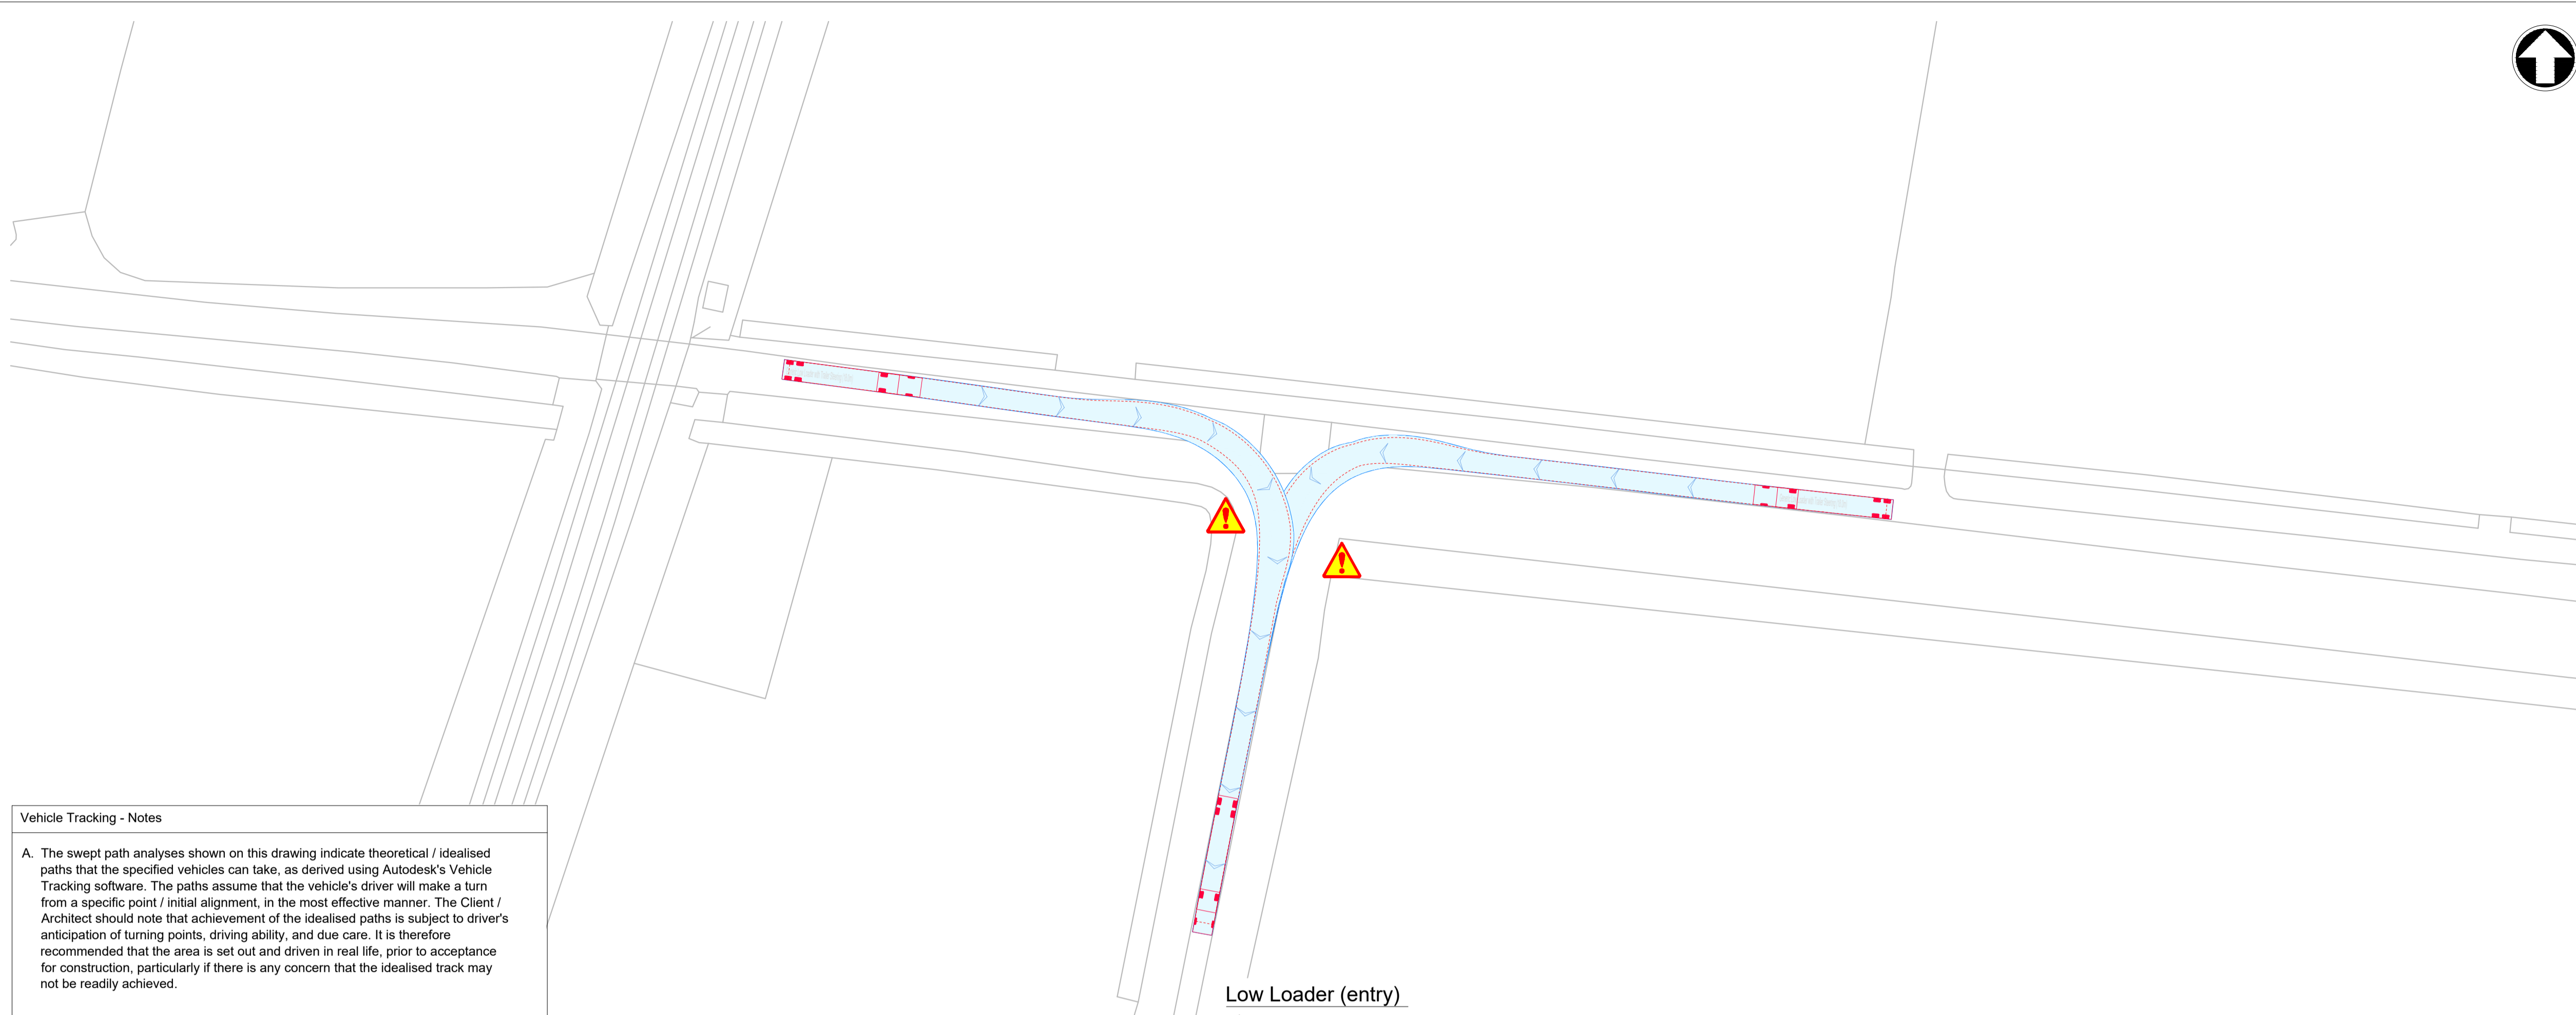 Vehicle Tracking - Notes
A. The swept path analyses shown on this drawing indicate theoretical / idealised
paths that the specified vehicles can take, as derived using Autodesk's Vehicle
Tracking software. The paths assume that the vehicle's driver will make a turn
from a specific point / initial alignment, in the most effective manner. The Client /
Architect should note that achievement of the idealised paths is subject to driver's
anticipation of turning points, driving ability, and due care. It is therefore
recommended that the area is set out and driven in real life, prior to acceptance
for construction, particularly if there is any concern that the idealised track may
not be readily achieved.
Low Loader (entry)